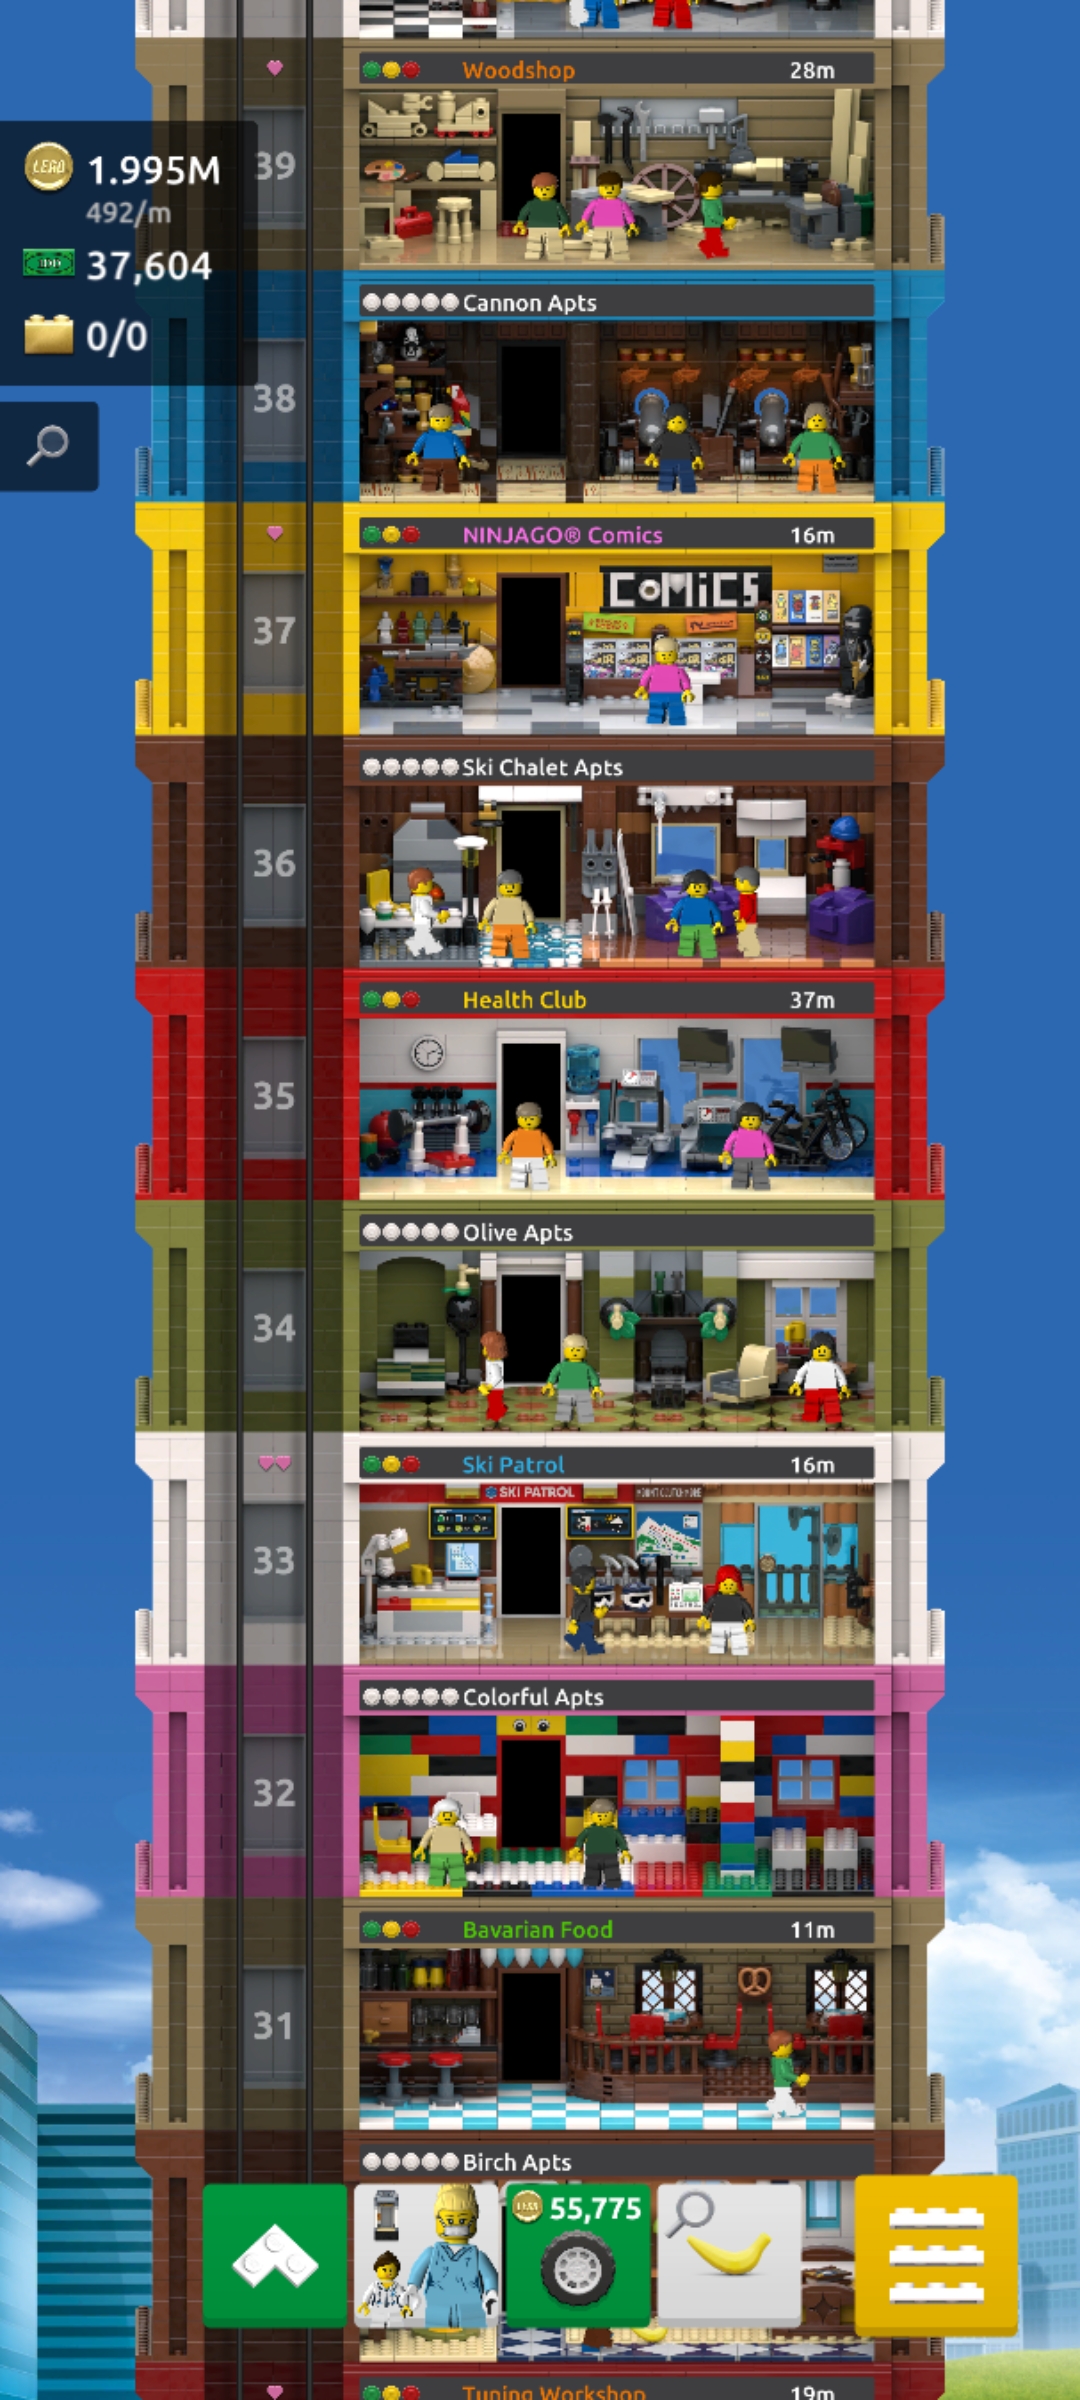 Woodshop 28m
39
LEGO 1.995M
492/m
37,604
0/0
Cannon Apts
38
NINJAGO® Comics 16m
COMiCS
37
Ski Chalet Apts
36
Health Club 37m
35
Olive Apts
34
Ski Patrol 16m
SKI PATROL
33
Colorful Apts
32
Bavarian Food 11m
31
Birch Apts
55,775
Tuning Workshop 19m